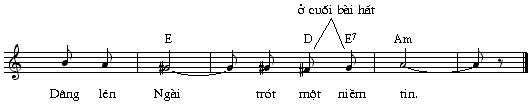 ở cuối bài hát
E D E7 Am
Dâng lên Ngài trót một niềm tin.